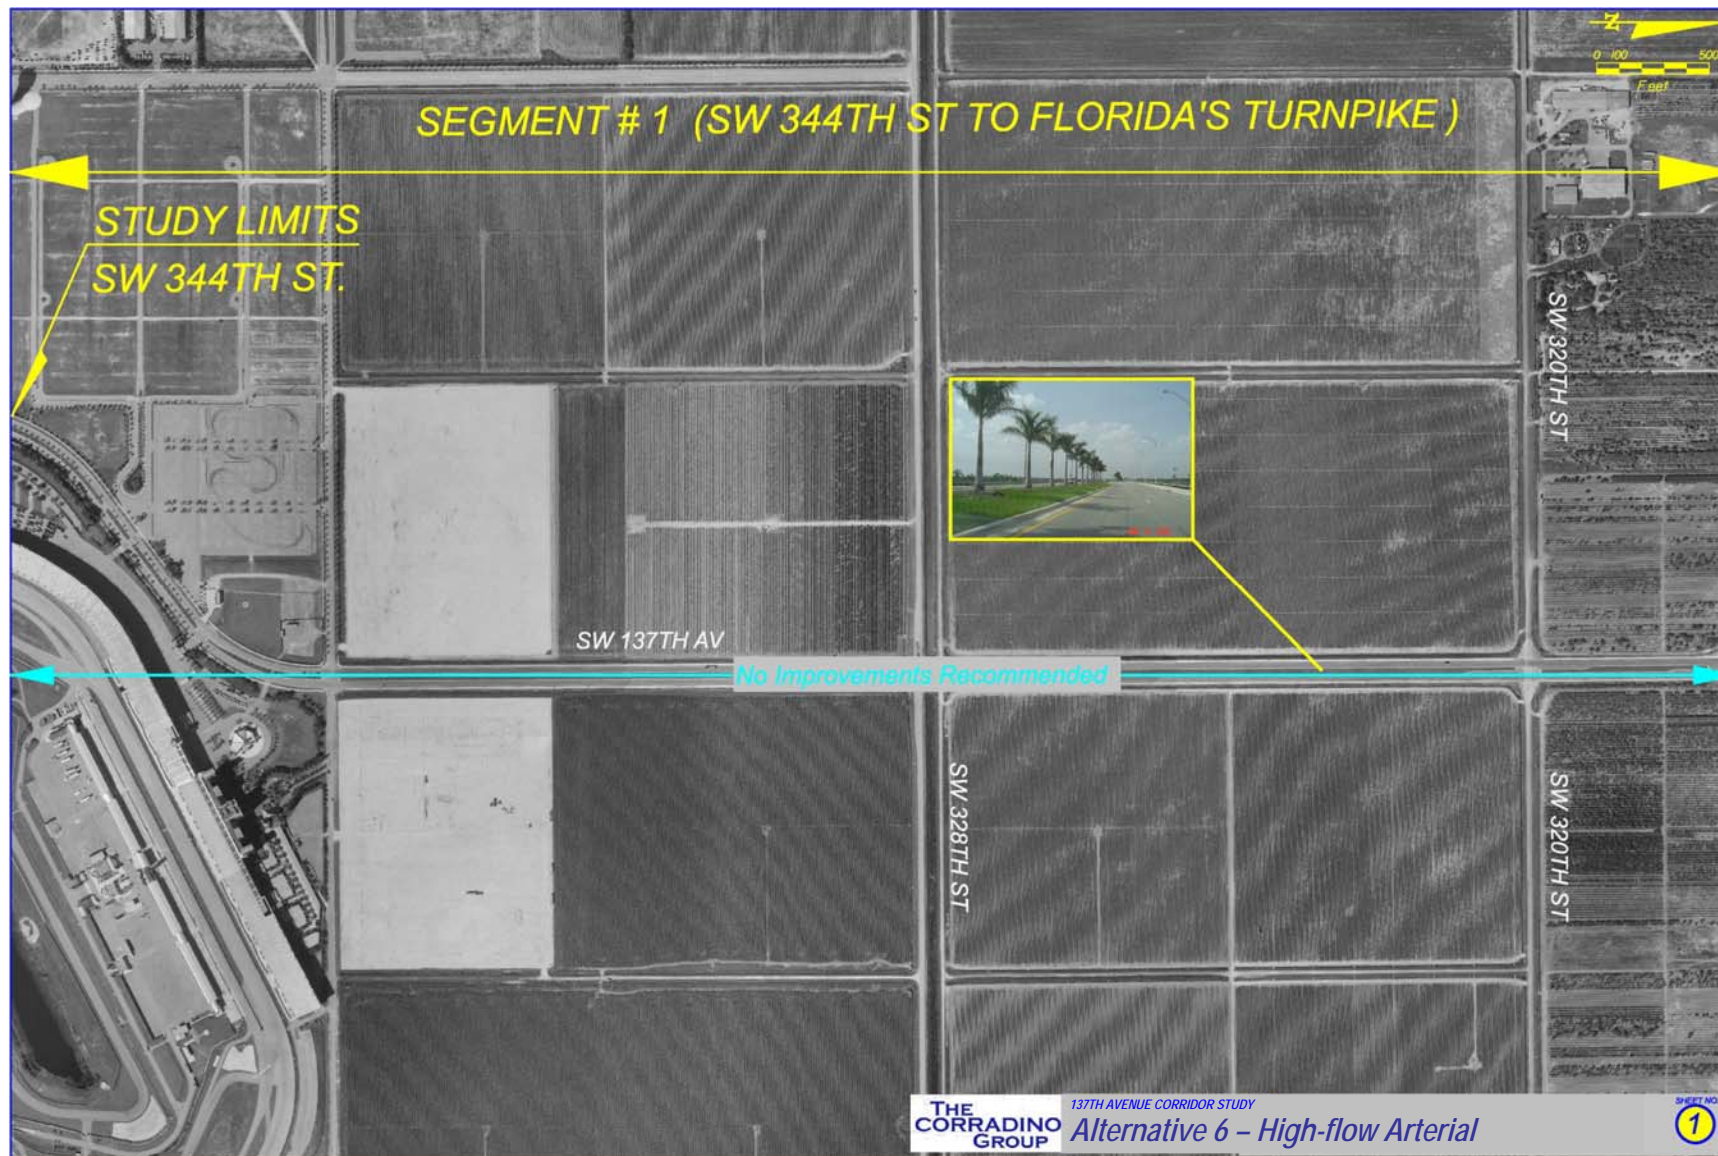 N
0 100 500
Feet
SEGMENT # 1 (SW 344TH ST TO FLORIDA'S TURNPIKE )
STUDY LIMITS
SW 344TH ST.
SW 320TH ST
SW 137TH AV
No Improvements Recommended
SW 328TH ST
SW 320TH ST
THE
CORRADINO
GROUP
137TH AVENUE CORRIDOR STUDY
Alternative 6 – High-flow Arterial
SHEET NO.
1